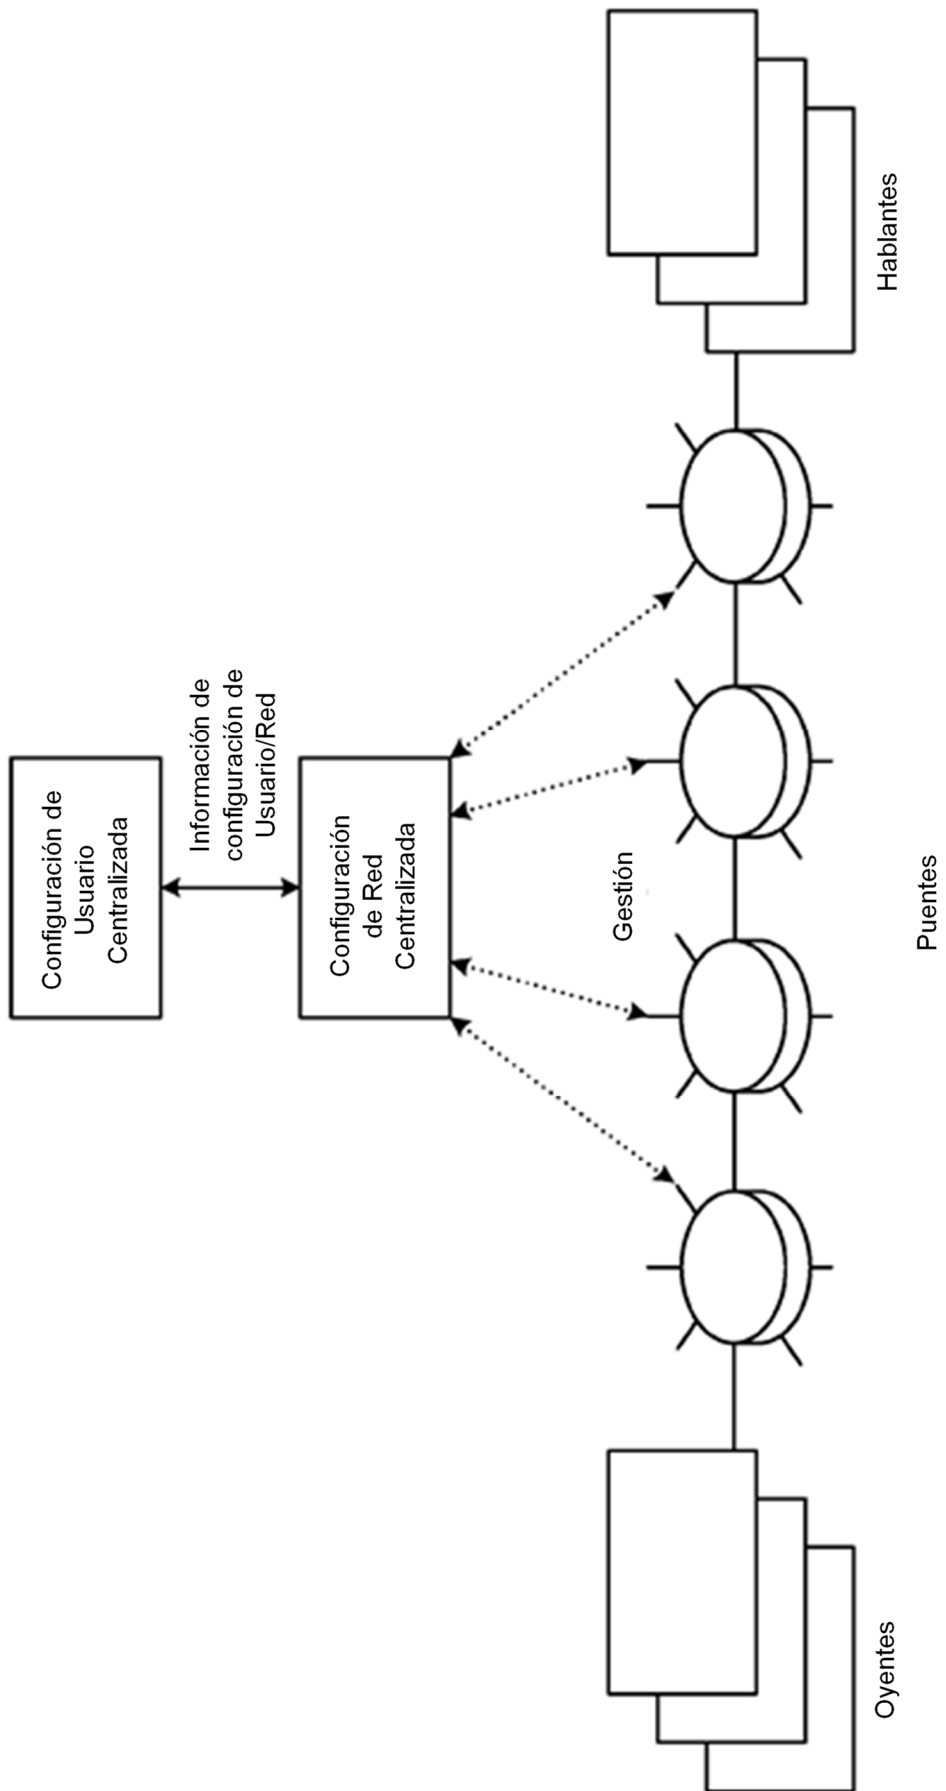 Configuración de
Usuario
Centralizada
Información de
configuración de
Usuario/Red
Configuración
de Red
Centralizada
Gestión
Oyentes
Puentes
Hablantes